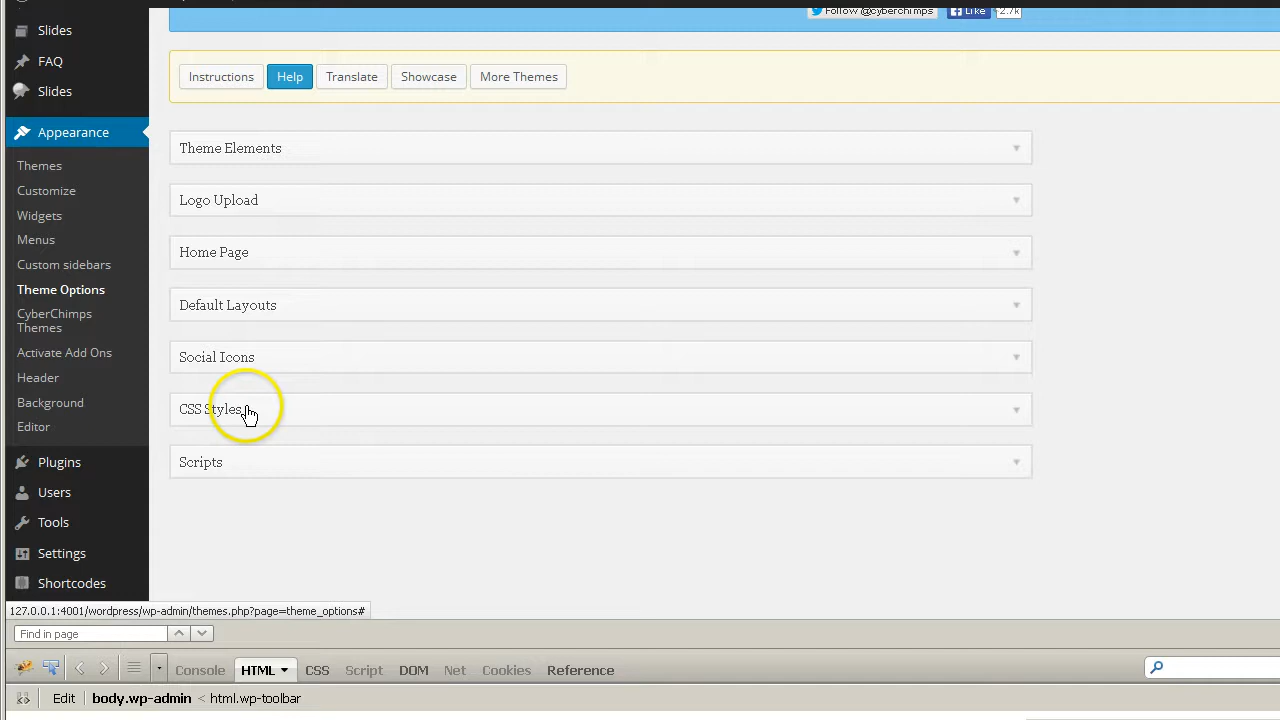 Follow @cyberchimps
Like
2.7k
Slides
FAQ
Slides
Appearance
Themes
Customize
Widgets
Menus
Custom sidebars
Theme Options
CyberChimps
Themes
Activate Add Ons
Header
Background
Editor
Plugins
Users
Tools
Settings
Shortcodes
Instructions
Help
Translate
Showcase
More Themes
Theme Elements
Logo Upload
Home Page
Default Layouts
Social Icons
CSS Styles
Scripts
127.0.0.1:4001/wordpress/wp-admin/themes.php?page=theme_options#
Find in page
Console
HTML
CSS
Script
DOM
Net
Cookies
Reference
Edit
body.wp-admin < html.wp-toolbar